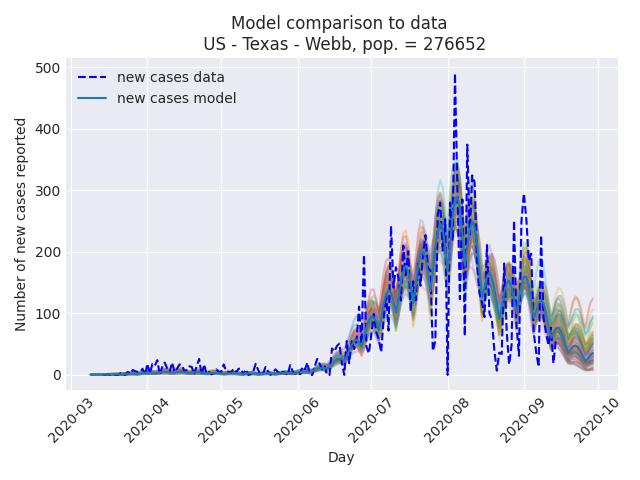 Model comparison to data
US - Texas - Webb, pop. = 276652
new cases data
new cases model
Number of new cases reported
500
400
300
200
100
0
2020-03
2020-04
2020-05
2020-06
2020-07
2020-08
2020-09
2020-10
Day